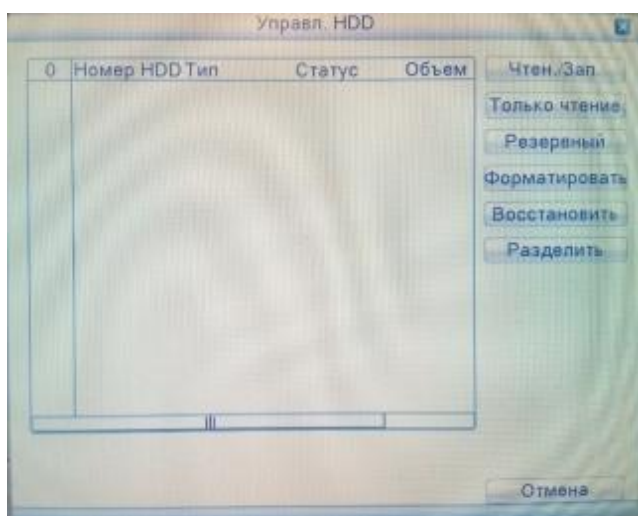 Управл. HDD
0 Номер HDD Тип Статус Объем
Чтен./Зап
Только чтение
Резервный
Форматировать
Восстановить
Разделить
Отмена